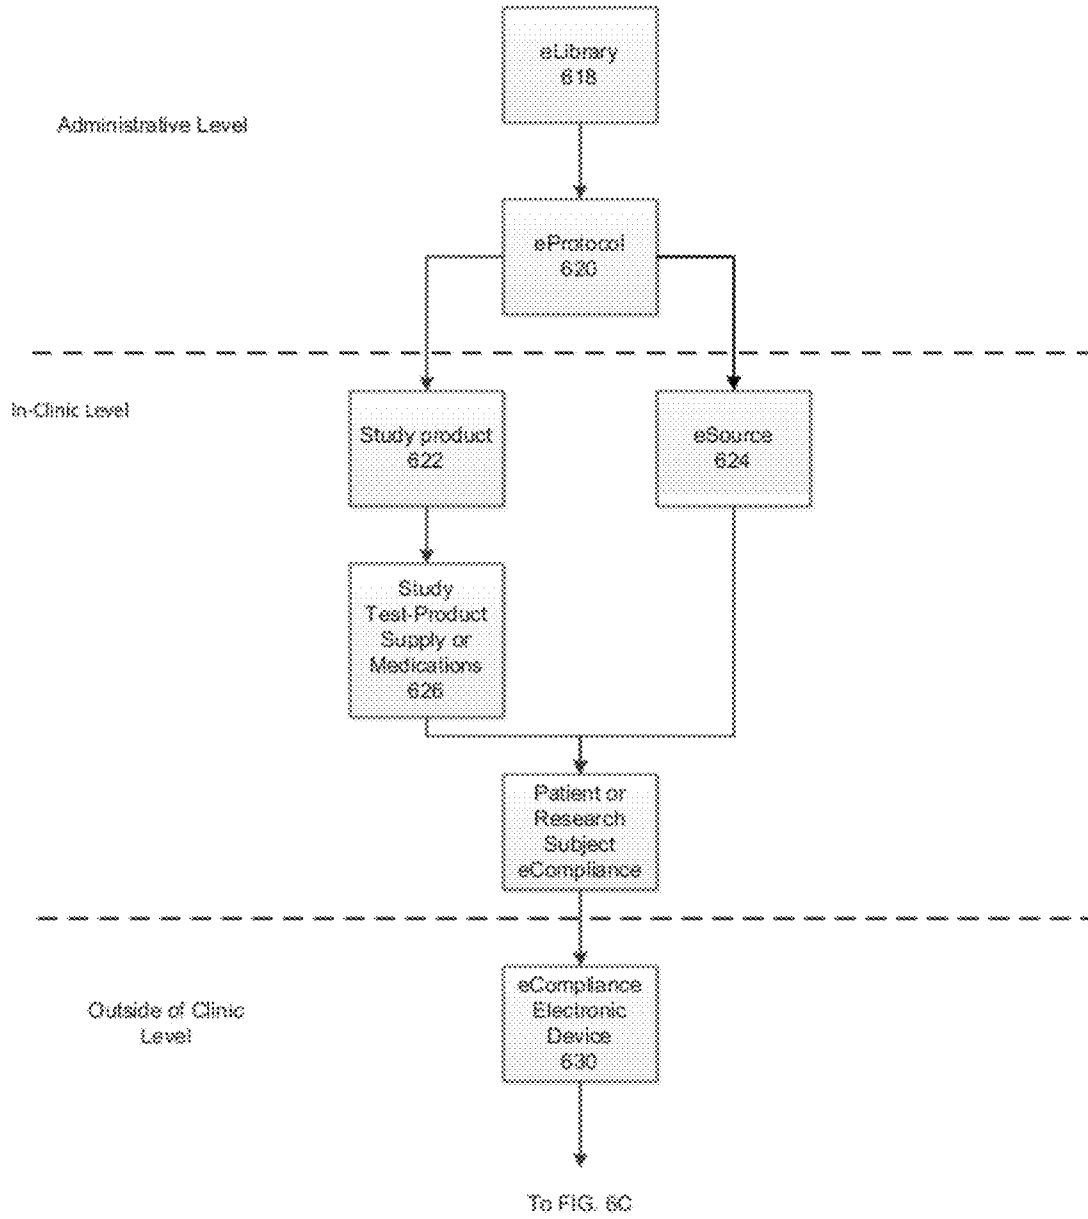 eLibrary
618
Administrative Level
eProtocol
620
In-Clinic Level
Study product
622
eSource
624
Study
Test-Product
Supply or
Medications
626
Patient or
Research
Subject
eCompliance
Outside of Clinic
Level
eCompliance
Electronic
Device
630
To FIG. 6C